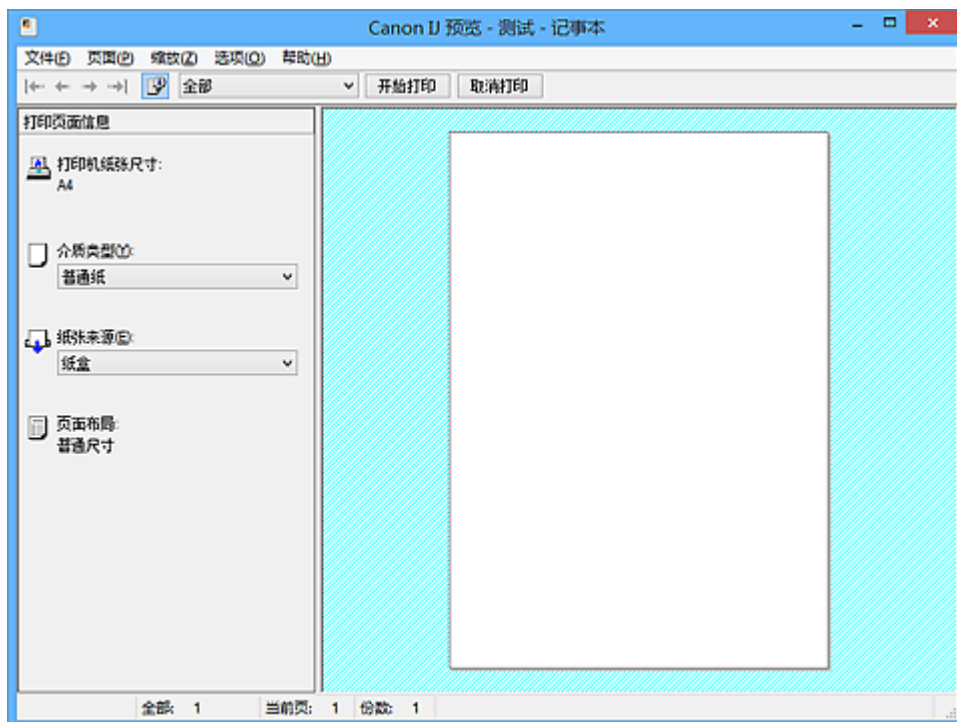 Canon IJ 预览 - 测试 - 记事本
文件(F) 页面(P) 缩放(Z) 选项(O) 帮助(H)
全部 开始打印 取消打印
打印页面信息
打印机纸张尺寸:
A4
介质类型(Y):
普通纸
纸张来源(E):
纸盒
页面布局:
普通尺寸
全部: 1 当前页: 1 份数: 1